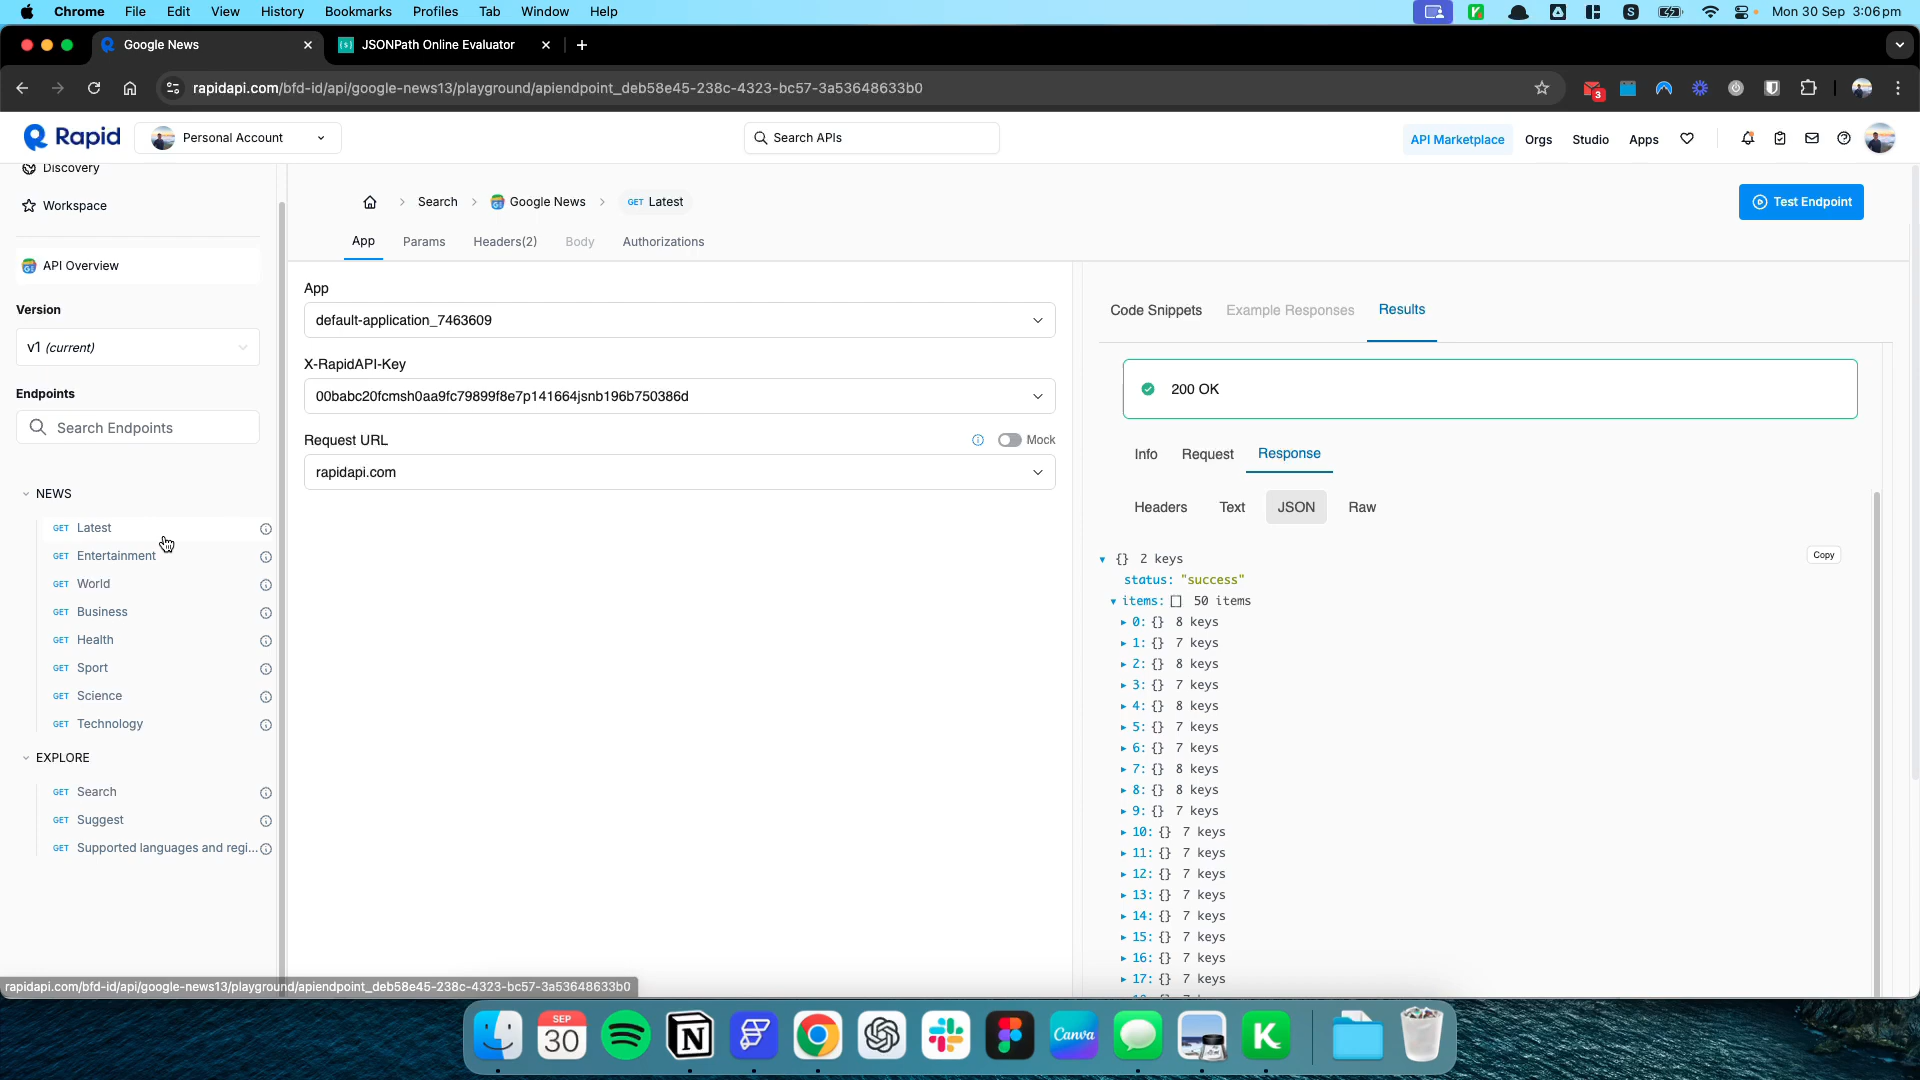 Chrome File Edit View History Bookmarks Profiles Tab Window Help
Mon 30 Sep 3:06pm
Google News
JSONPath Online Evaluator
rapidapi.com/bfd-id/api/google-news13/playground/apiendpoint_deb58e45-238c-4323-bc57-3a53648633b0
3
Rapid
Personal Account
Search APIs
API Marketplace
Orgs
Studio
Apps
Discovery
Workspace
API Overview
Version
v1 (current)
Endpoints
Search Endpoints
NEWS
GET Latest
GET Entertainment
GET World
GET Business
GET Health
GET Sport
GET Science
GET Technology
EXPLORE
GET Search
GET Suggest
GET Supported languages and regi...
rapidapi.com/bfd-id/api/google-news13/playground/apiendpoint_deb58e45-238c-4323-bc57-3a53648633b0
Search
Google News
GET Latest
Test Endpoint
App
Params
Headers(2)
Body
Authorizations
App
default-application_7463609
X-RapidAPI-Key
00babc20fcmsh0aa9fc79899f8e7p141664jsnb196b750386d
Request URL
Mock
rapidapi.com
Code Snippets
Example Responses
Results
200 OK
Info
Request
Response
Headers
Text
JSON
Raw
Copy
{} 2 keys
status: "success"
items: [] 50 items
0: {} 8 keys
1: {} 7 keys
2: {} 8 keys
3: {} 7 keys
4: {} 8 keys
5: {} 7 keys
6: {} 7 keys
7: {} 8 keys
8: {} 8 keys
9: {} 7 keys
10: {} 7 keys
11: {} 7 keys
12: {} 7 keys
13: {} 7 keys
14: {} 7 keys
15: {} 7 keys
16: {} 7 keys
17: {} 7 keys
SEP
30
Canva
K